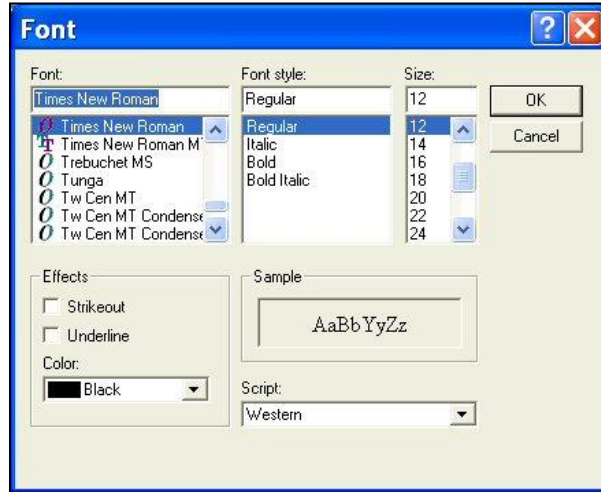 Font
Font:
Times New Roman
Times New Roman
Times New Roman M
Trebuchet MS
Tunga
Tw Cen MT
Tw Cen MT Condense
Tw Cen MT Condense
Font style:
Regular
Regular
Italic
Bold
Bold Italic
Size:
12
12
14
16
18
20
22
24
OK
Cancel
Effects
Strikeout
Underline
Color:
Black
Sample
AaBbYyZz
Script:
Western